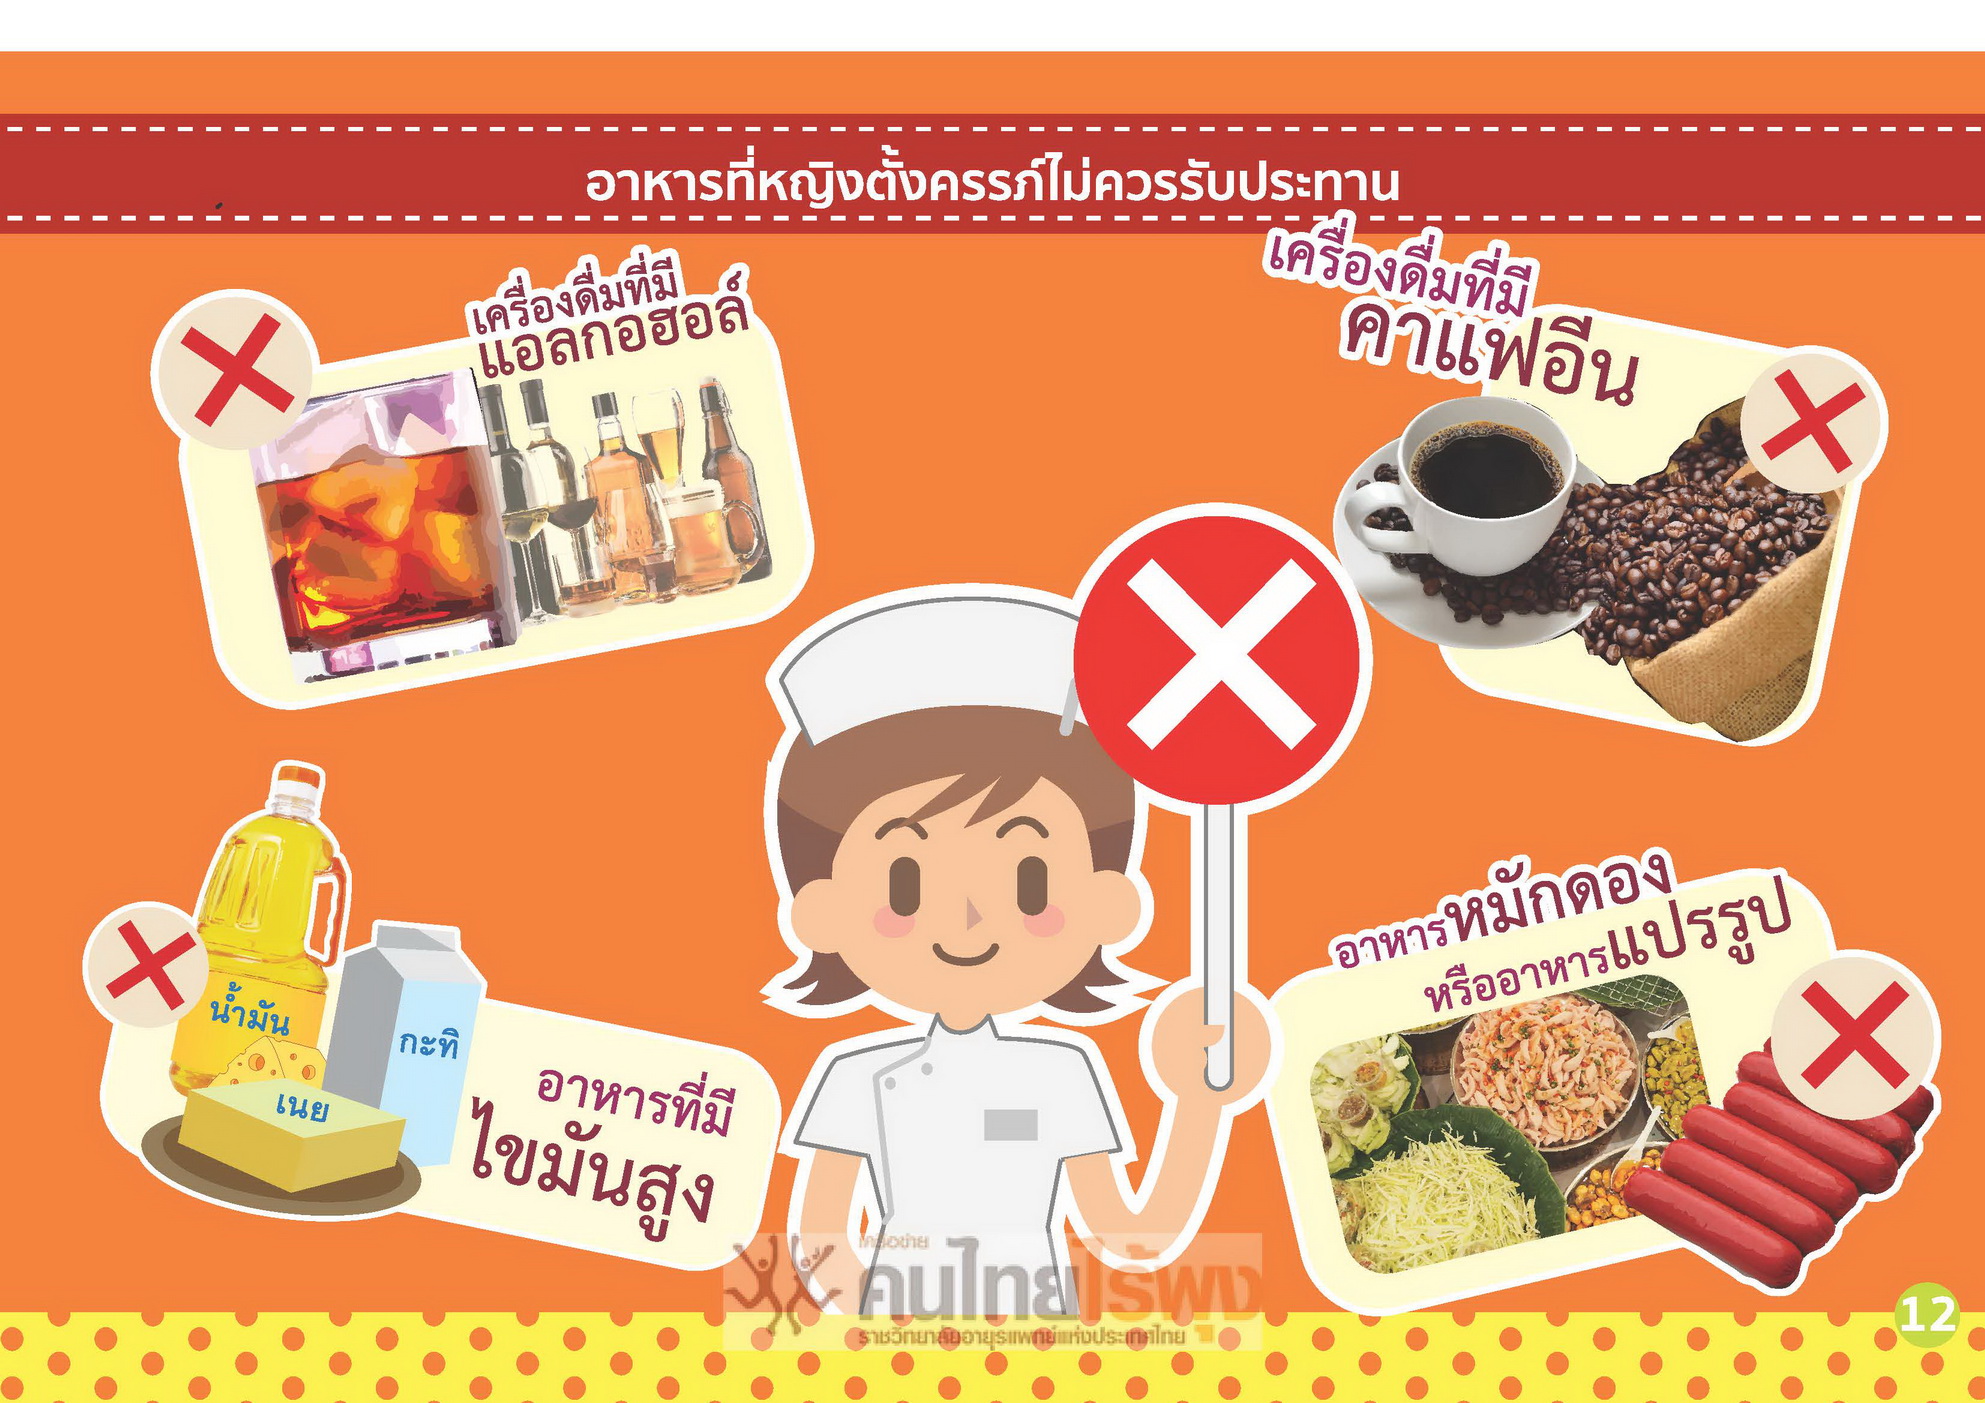 อาหารที่หญิงตั้งครรภ์ไม่ควรรับประทาน
เครื่องดื่มที่มี
แอลกอฮอล์
เครื่องดื่มที่มี
คาแฟอีน
น้ำมัน
กะทิ
เนย
อาหารที่มี
ไขมันสูง
อาหารหมักดอง
หรืออาหารแปรรูป
เครือข่าย
คนไทยไร้พุง
ราชวิทยาลัยอายุรแพทย์แห่งประเทศไทย
12